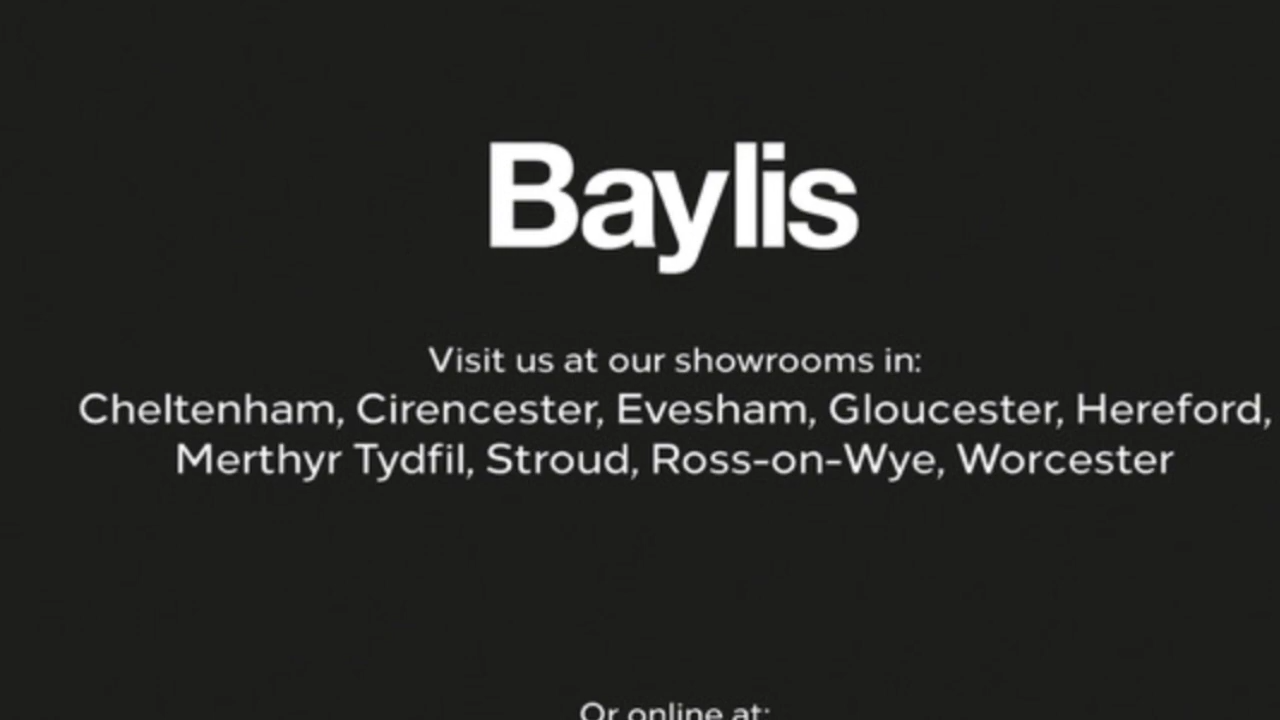 Baylis
Visit us at our showrooms in:
Cheltenham, Cirencester, Evesham, Gloucester, Hereford,
Merthyr Tydfil, Stroud, Ross-on-Wye, Worcester
Or online at: